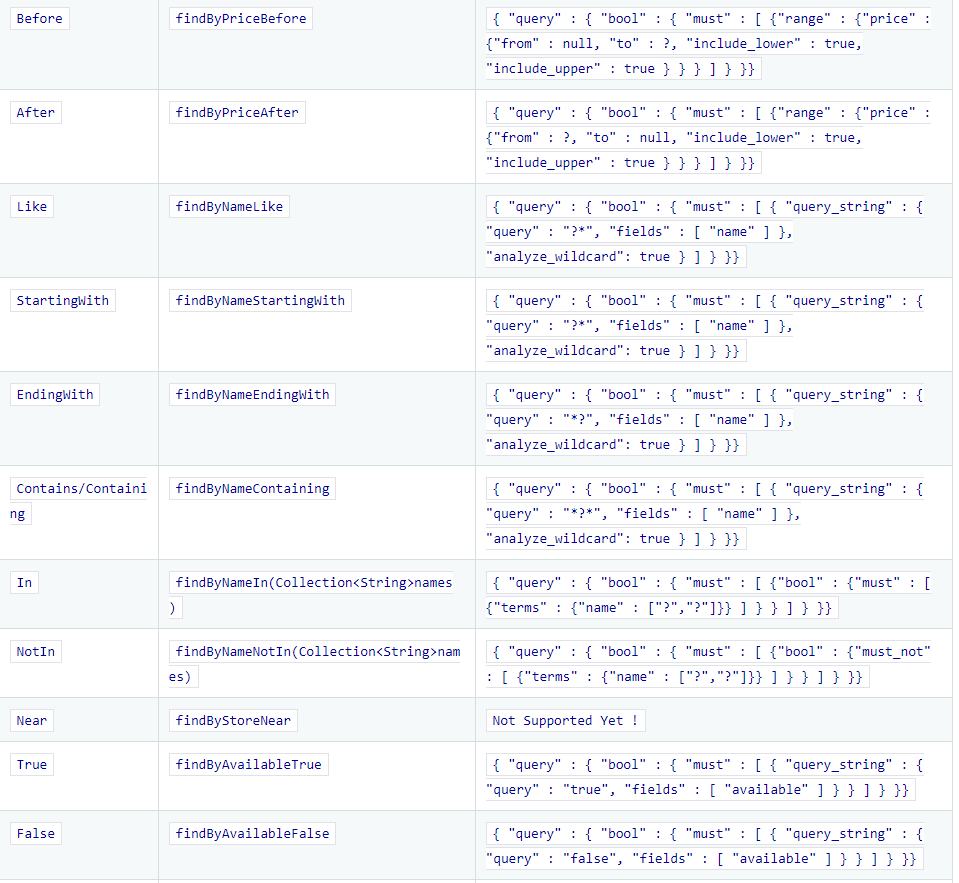 Before
findByPriceBefore
{ "query" : { "bool" : { "must" : [ {"range" : {"price" :
{"from" : null, "to" : ?, "include_lower" : true,
"include_upper" : true } } } ] } }}
After
findByPriceAfter
{ "query" : { "bool" : { "must" : [ {"range" : {"price" :
{"from" : ?, "to" : null, "include_lower" : true,
"include_upper" : true } } } ] } }}
Like
findByNameLike
{ "query" : { "bool" : { "must" : [ { "query_string" : {
"query" : "?*", "fields" : [ "name" ] },
"analyze_wildcard": true } ] } }}
StartingWith
findByNameStartingWith
{ "query" : { "bool" : { "must" : [ { "query_string" : {
"query" : "?*", "fields" : [ "name" ] },
"analyze_wildcard": true } ] } }}
EndingWith
findByNameEndingWith
{ "query" : { "bool" : { "must" : [ { "query_string" : {
"query" : "*?", "fields" : [ "name" ] },
"analyze_wildcard": true } ] } }}
Contains/Containi
ng
findByNameContaining
{ "query" : { "bool" : { "must" : [ { "query_string" : {
"query" : "*?*", "fields" : [ "name" ] },
"analyze_wildcard": true } ] } }}
In
findByNameIn(Collection<String>names
)
{ "query" : { "bool" : { "must" : [ {"bool" : {"must" : [
{"terms" : {"name" : ["?","?"]}} ] } } ] } }}
NotIn
findByNameNotIn(Collection<String>nam
es)
{ "query" : { "bool" : { "must" : [ {"bool" : {"must_not"
: [ {"terms" : {"name" : ["?","?"]}} ] } } ] } }}
Near
findByStoreNear
Not Supported Yet !
True
findByAvailableTrue
{ "query" : { "bool" : { "must" : [ { "query_string" : {
"query" : "true", "fields" : [ "available" ] } } ] } }}
False
findByAvailableFalse
{ "query" : { "bool" : { "must" : [ { "query_string" : {
"query" : "false", "fields" : [ "available" ] } } ] } }}